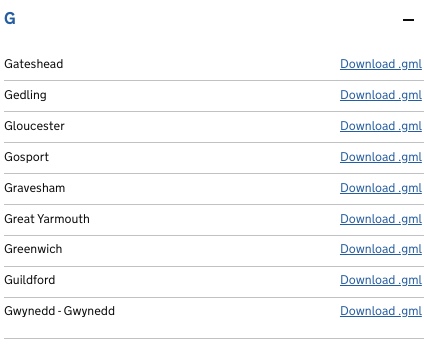 G
Gateshead Download .gml
Gedling Download .gml
Gloucester Download .gml
Gosport Download .gml
Gravesham Download .gml
Great Yarmouth Download .gml
Greenwich Download .gml
Guildford Download .gml
Gwynedd - Gwynedd Download .gml